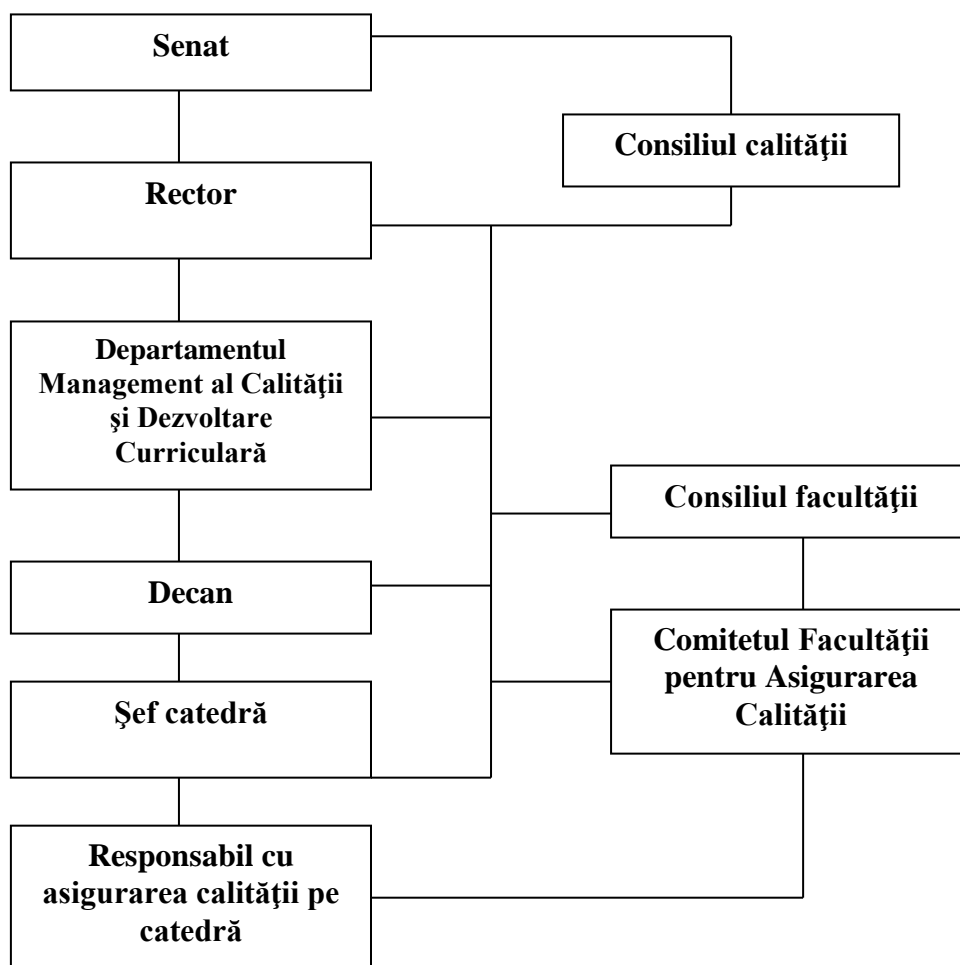 Senat
Consiliul calităţii
Rector
Departamentul
Management al Calităţii
şi Dezvoltare
Curriculară
Consiliul facultăţii
Decan
Comitetul Facultăţii
pentru Asigurarea
Calităţii
Şef catedră
Responsabil cu
asigurarea calităţii pe
catedră